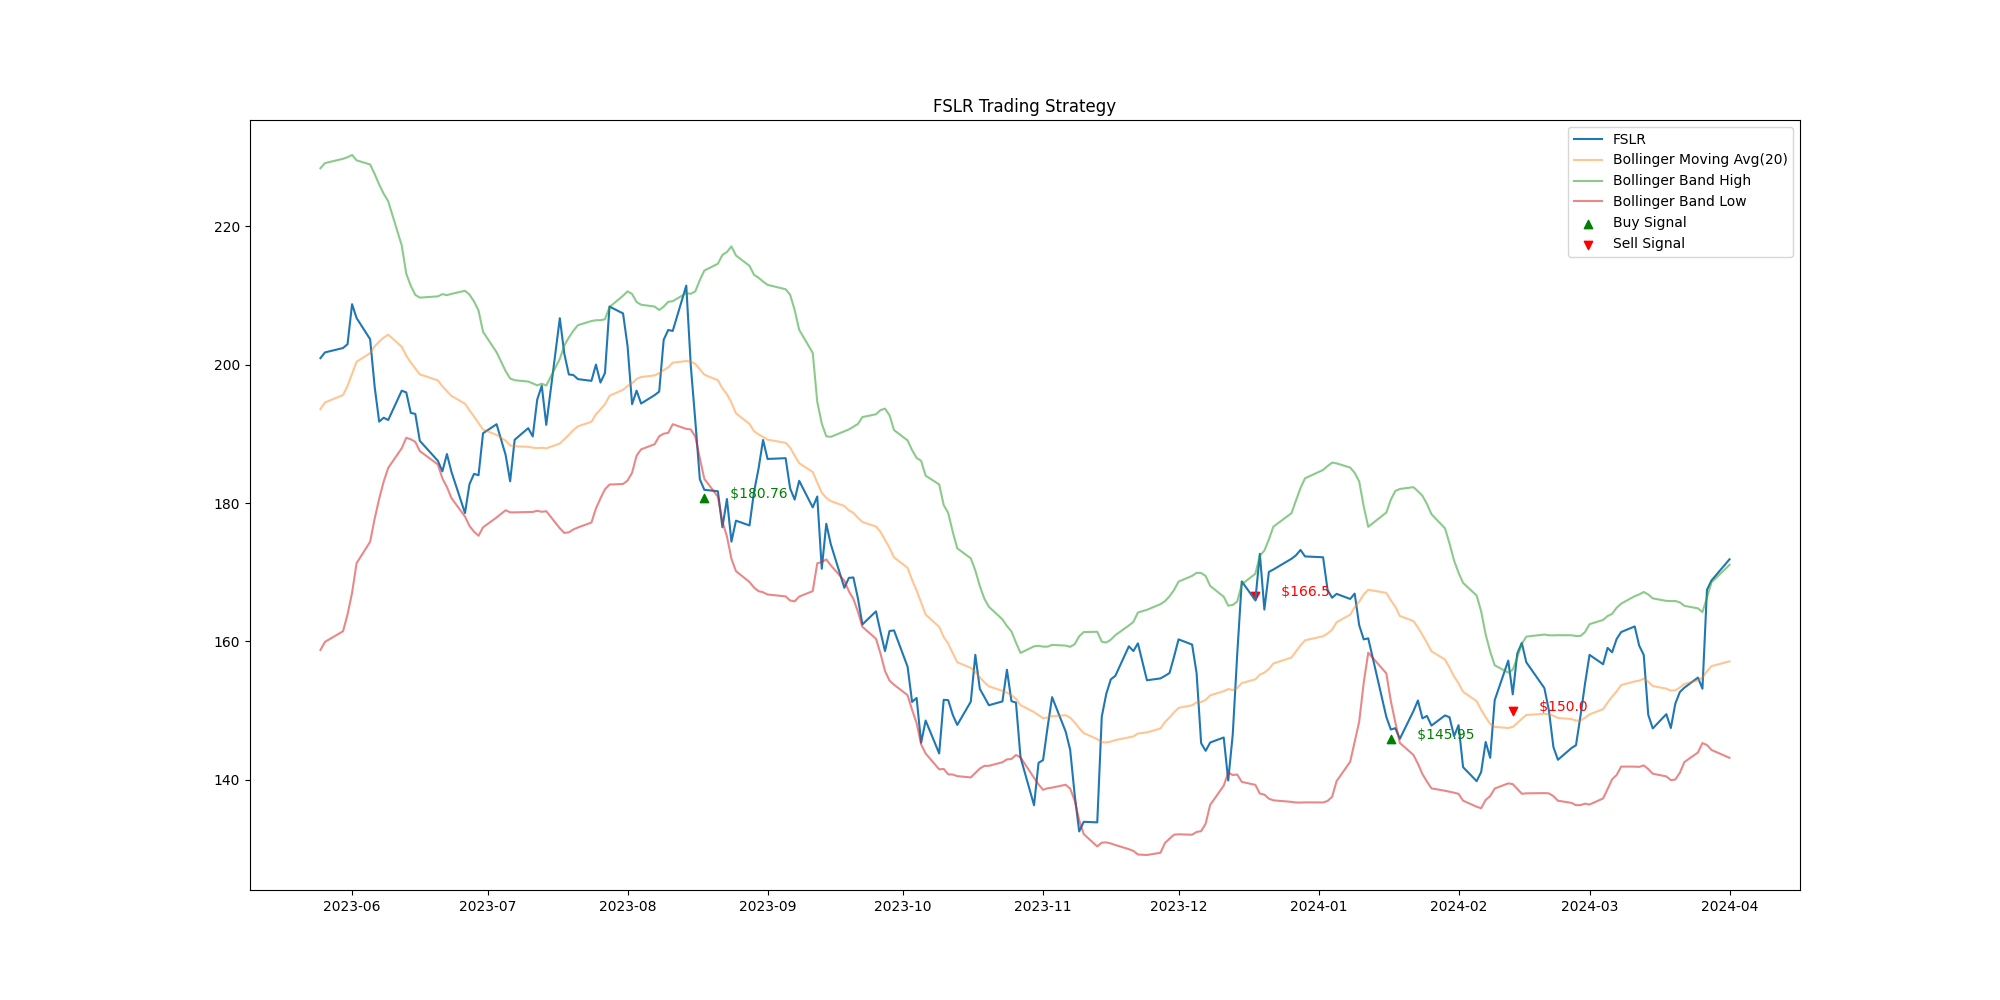 FSLR Trading Strategy
FSLR
Bollinger Moving Avg(20)
Bollinger Band High
Bollinger Band Low
Buy Signal
Sell Signal
220
200
180
160
140
$180.76
$166.5
$145.95
$150.0
2023-06
2023-07
2023-08
2023-09
2023-10
2023-11
2023-12
2024-01
2024-02
2024-03
2024-04